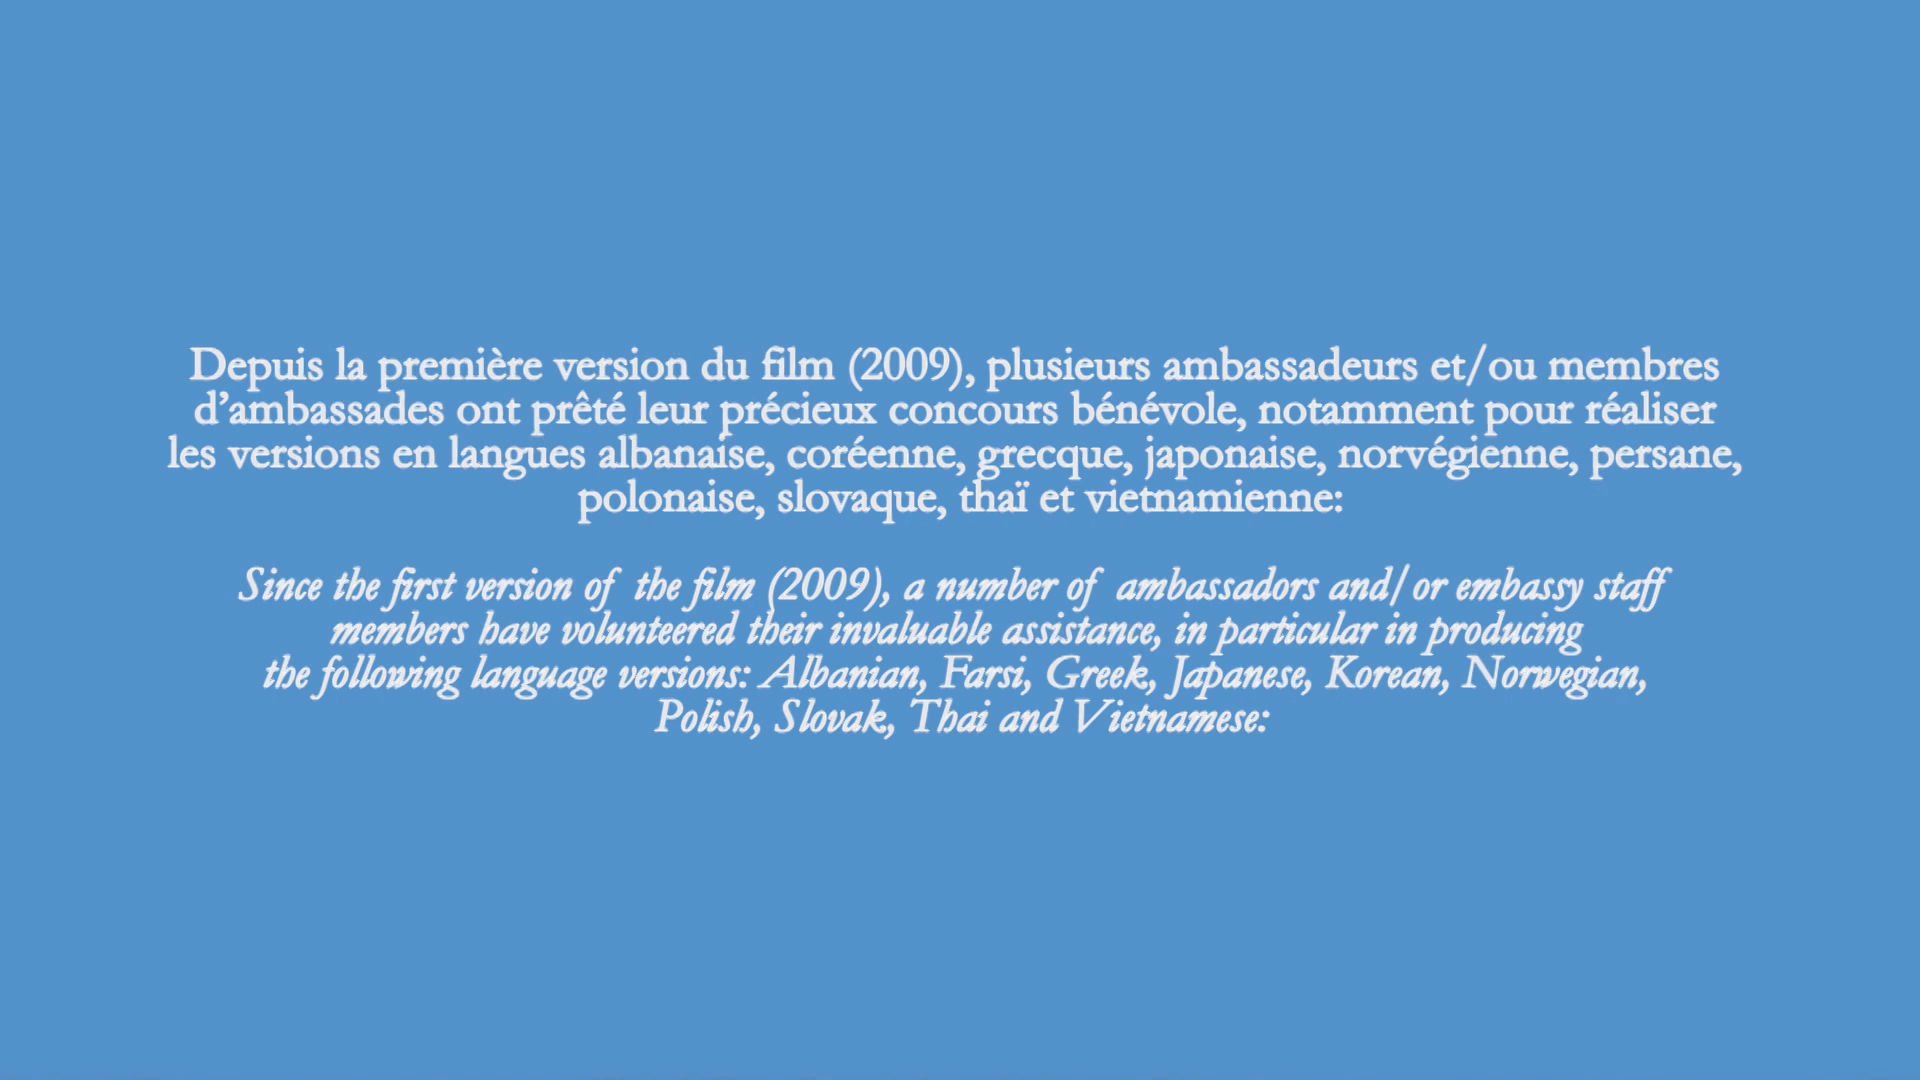 Depuis la première version du film (2009), plusieurs ambassadeurs et/ou membres
d’ambassades ont prêté leur précieux concours bénévole, notamment pour réaliser
les versions en langues albanaise, coréenne, grecque, japonaise, norvégienne, persane,
polonaise, slovaque, thaï et vietnamienne:
Since the first version of the film (2009), a number of ambassadors and/or embassy staff
members have volunteered their invaluable assistance, in particular in producing
the following language versions: Albanian, Farsi, Greek, Japanese, Korean, Norwegian,
Polish, Slovak, Thai and Vietnamese: